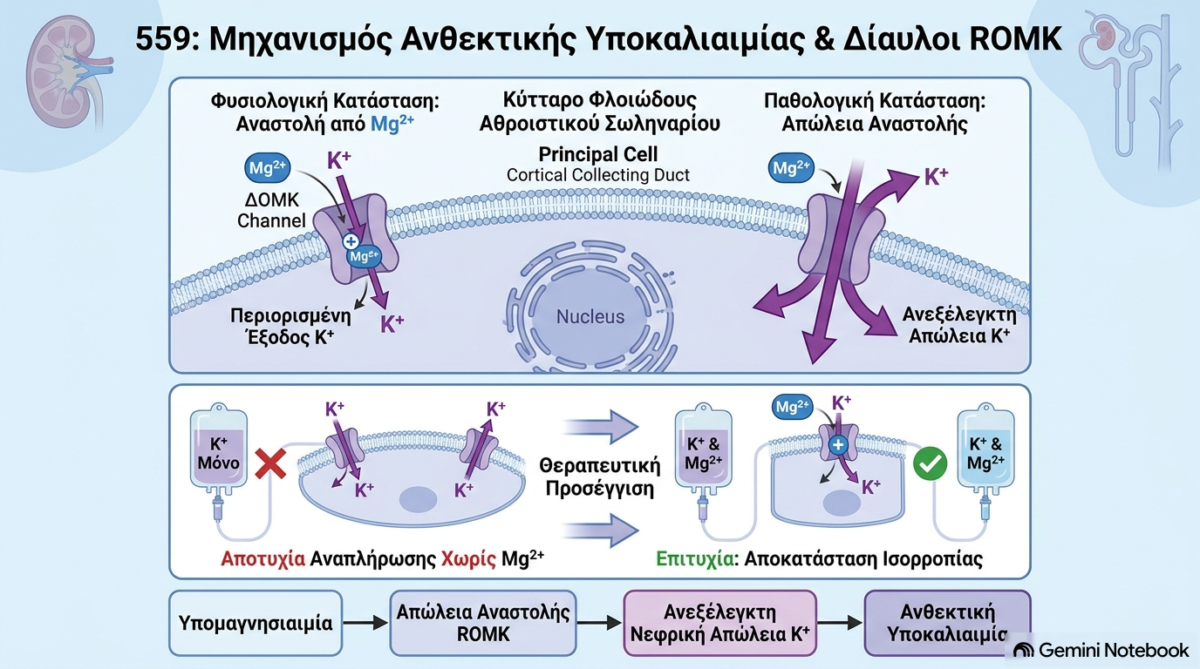 559: Μηχανισμός Ανθεκτικής Υποκαλιαιμίας & Δίαυλοι ROMK
Φυσιολογική Κατάσταση:
Αναστολή από Mg²⁺
Mg²⁺
K⁺
ΔΟΜΚ
Channel
Mg²⁺
Περιορισμένη
Έξοδος K⁺
K⁺
Κύτταρο Φλοιώδους
Αθροιστικού Σωληναρίου
Principal Cell
Cortical Collecting Duct
Nucleus
Παθολογική Κατάσταση:
Απώλεια Αναστολής
Mg²⁺
K⁺
Ανεξέλεγκτη
Απώλεια K⁺
K⁺
Μόνο
K⁺
K⁺
K⁺
K⁺
Αποτυχία Αναπλήρωσης Χωρίς Mg²⁺
Θεραπευτική
Προσέγγιση
K⁺ &
Mg²⁺
Mg²⁺
K⁺
K⁺
K⁺ &
Mg²⁺
Επιτυχία: Αποκατάσταση Ισορροπίας
Υπομαγνησιαιμία
Απώλεια Αναστολής
ROMK
Ανεξέλεγκτη
Νεφρική Απώλεια K⁺
Ανθεκτική
Υποκαλιαιμία
Gemini Notebook